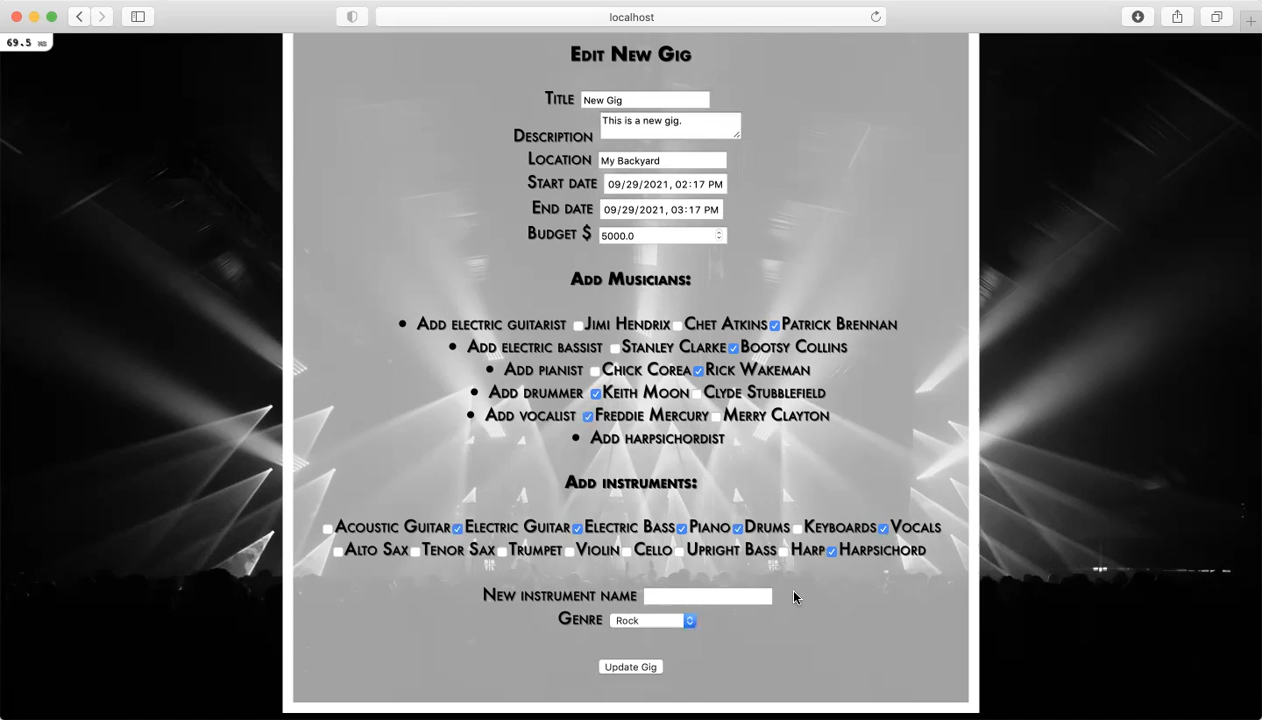 localhost
69.5 ms
Edit New Gig
Title New Gig
Description This is a new gig.
Location My Backyard
Start date 09/29/2021, 02:17 PM
End date 09/29/2021, 03:17 PM
Budget $ 5000.0
Add Musicians:
Add electric guitarist Jimi Hendrix Chet Atkins Patrick Brennan
Add electric bassist Stanley Clarke Bootsy Collins
Add pianist Chick Corea Rick Wakeman
Add drummer Keith Moon Clyde Stubblefield
Add vocalist Freddie Mercury Merry Clayton
Add harpsichordist
Add instruments:
Acoustic Guitar Electric Guitar Electric Bass Piano Drums Keyboards Vocals
Alto Sax Tenor Sax Trumpet Violin Cello Upright Bass Harp Harpsichord
New instrument name
Genre Rock
Update Gig